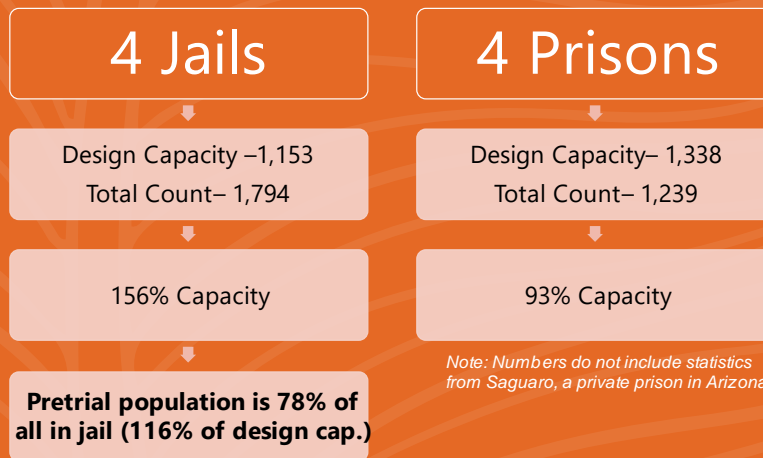 4 Jails
Design Capacity –1,153
Total Count– 1,794
156% Capacity
Pretrial population is 78% of
all in jail (116% of design cap.)
4 Prisons
Design Capacity– 1,338
Total Count– 1,239
93% Capacity
Note: Numbers do not include statistics
from Saguaro, a private prison in Arizona